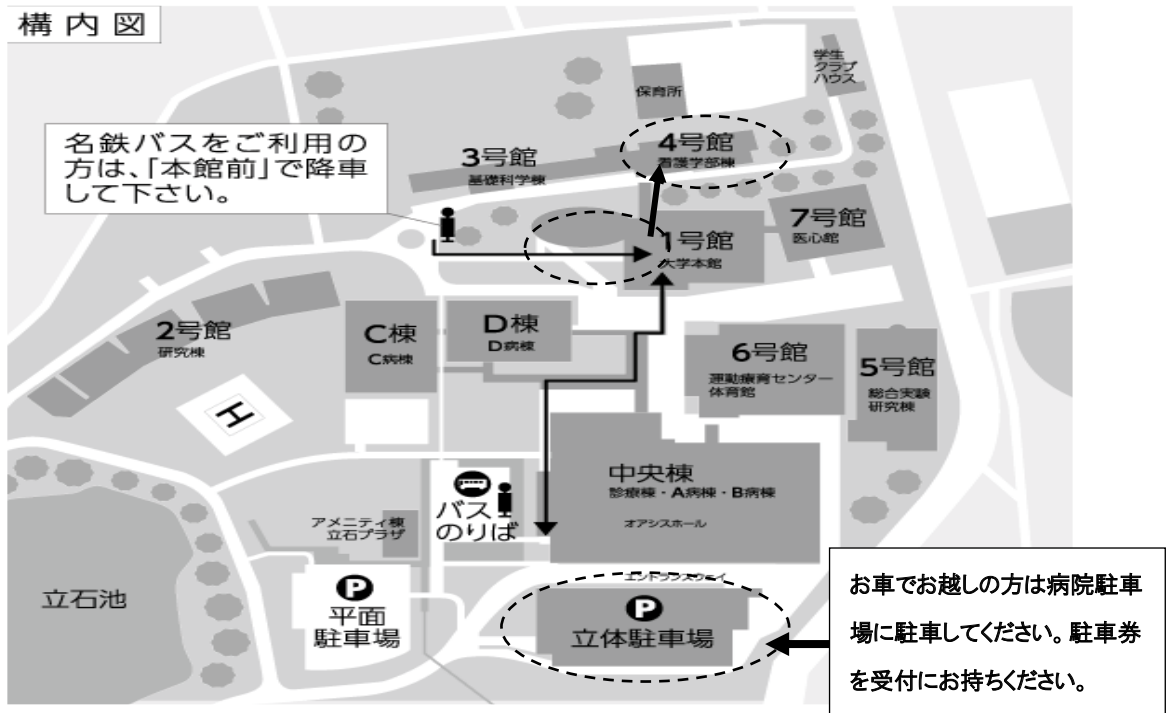 構内図
学生
クラブ
ハウス
保育所
名鉄バスをご利用の
方は、「本館前」で降車
して下さい。
4号館
看護学部棟
3号館
基礎科学棟
7号館
医心館
1号館
大学本館
2号館
研究棟
C棟
C病棟
D棟
D病棟
6号館
運動療育センター
体育館
5号館
総合実験
研究棟
H
中央棟
診療棟・A病棟・B病棟
オアシスホール
バス
のりば
アメニティ棟
立石プラザ
エントランスウェイ
立石池
P
平面
駐車場
P
立体駐車場
お車でお越しの方は病院駐車
場に駐車してください。駐車券
を受付にお持ちください。